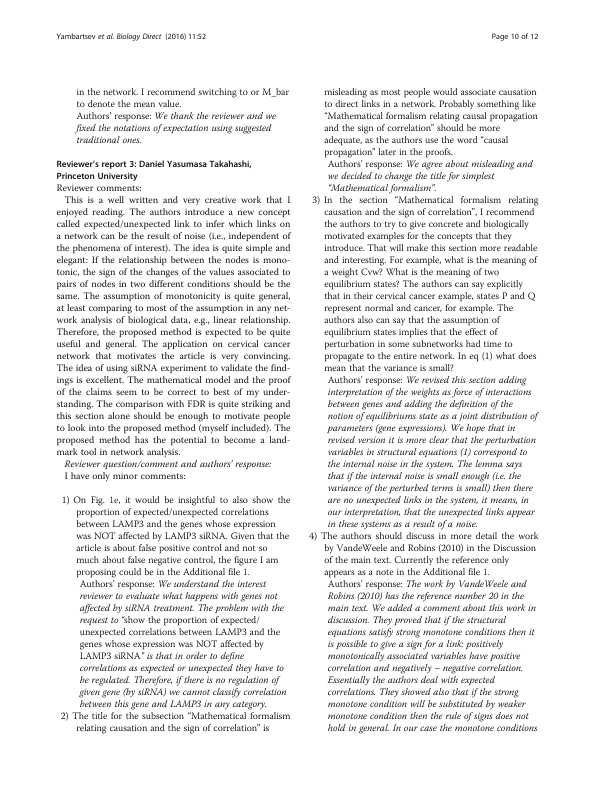 Yambartsev et al. Biology Direct (2016) 11:52
Page 10 of 12
in the network. I recommend switching to or M_bar
to denote the mean value.
Authors' response: We thank the reviewer and we
fixed the notations of expectation using suggested
traditional ones.
Reviewer's report 3: Daniel Yasumasa Takahashi,
Princeton University
Reviewer comments:
This is a well written and very creative work that I
enjoyed reading. The authors introduce a new concept
called expected/unexpected link to infer which links on
a network can be the result of noise (i.e., independent of
the phenomena of interest). The idea is quite simple and
elegant: If the relationship between the nodes is mono-
tonic, the sign of the changes of the values associated to
pairs of nodes in two different conditions should be the
same. The assumption of monotonicity is quite general,
at least comparing to most of the assumption in any net-
work analysis of biological data, e.g., linear relationship.
Therefore, the proposed method is expected to be quite
useful and general. The application on cervical cancer
network that motivates the article is very convincing.
The idea of using siRNA experiment to validate the find-
ings is excellent. The mathematical model and the proof
of the claims seem to be correct to best of my under-
standing. The comparison with FDR is quite striking and
this section alone should be enough to motivate people
to look into the proposed method (myself included). The
proposed method has the potential to become a land-
mark tool in network analysis.
Reviewer question/comment and authors' response:
I have only minor comments:
1) On Fig. 1e, it would be insightful to also show the
proportion of expected/unexpected correlations
between LAMP3 and the genes whose expression
was NOT affected by LAMP3 siRNA. Given that the
article is about false positive control and not so
much about false negative control, the figure I am
proposing could be in the Additional file 1.
Authors' response: We understand the interest
reviewer to evaluate what happens with genes not
affected by siRNA treatment. The problem with the
request to "show the proportion of expected/
unexpected correlations between LAMP3 and the
genes whose expression was NOT affected by
LAMP3 siRNA" is that in order to define
correlations as expected or unexpected they have to
be regulated. Therefore, if there is no regulation of
given gene (by siRNA) we cannot classify correlation
between this gene and LAMP3 in any category.
2) The title for the subsection "Mathematical formalism
relating causation and the sign of correlation" is
misleading as most people would associate causation
to direct links in a network. Probably something like
"Mathematical formalism relating causal propagation
and the sign of correlation" should be more
adequate, as the authors use the word "causal
propagation" later in the proofs.
Authors' response: We agree about misleading and
we decided to change the title for simplest
"Mathematical formalism".
3) In the section "Mathematical formalism relating
causation and the sign of correlation", I recommend
the authors to try to give concrete and biologically
motivated examples for the concepts that they
introduce. That will make this section more readable
and interesting. For example, what is the meaning of
a weight Cvw? What is the meaning of two
equilibrium states? The authors can say explicitly
that in their cervical cancer example, states P and Q
represent normal and cancer, for example. The
authors also can say that the assumption of
equilibrium states implies that the effect of
perturbation in some subnetworks had time to
propagate to the entire network. In eq (1) what does
mean that the variance is small?
Authors' response: We revised this section adding
interpretation of the weights as force of interactions
between genes and adding the definition of the
notion of equilibriums state as a joint distribution of
parameters (gene expressions). We hope that in
revised version it is more clear that the perturbation
variables in structural equations (1) correspond to
the internal noise in the system. The lemma says
that if the internal noise is small enough (i.e. the
variance of the perturbed terms is small) then there
are no unexpected links in the system, it means, in
our interpretation, that the unexpected links appear
in these systems as a result of a noise.
4) The authors should discuss in more detail the work
by VandeWeele and Robins (2010) in the Discussion
of the main text. Currently the reference only
appears as a note in the Additional file 1.
Authors' response: The work by VandeWeele and
Robins (2010) has the reference number 20 in the
main text. We added a comment about this work in
discussion. They proved that if the structural
equations satisfy strong monotone conditions then it
is possible to give a sign for a link: positively
monotonically associated variables have positive
correlation and negatively – negative correlation.
Essentially the authors deal with expected
correlations. They showed also that if the strong
monotone condition will be substituted by weaker
monotone condition then the rule of signs does not
hold in general. In our case the monotone conditions